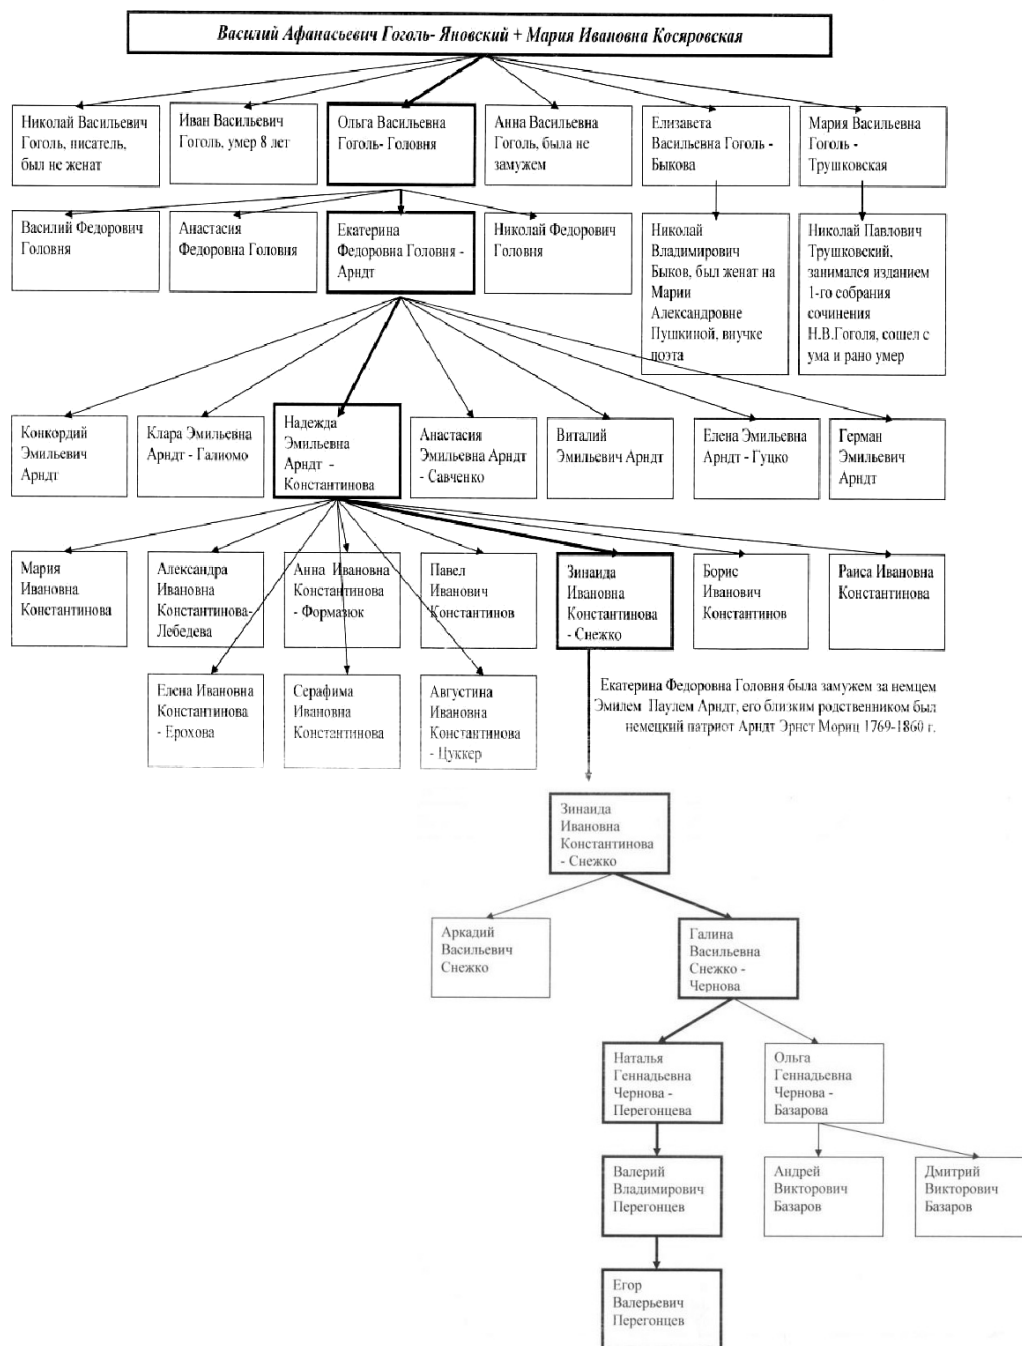 Василий Афанасьевич Гоголь- Яновский + Мария Ивановна Косяровская
Николай Васильевич
Гоголь, писатель,
был не женат
Иван Васильевич
Гоголь, умер 8 лет
Ольга Васильевна
Гоголь- Головня
Анна Васильевна
Гоголь, была не
замужем
Елизавета
Васильевна Гоголь -
Быкова
Мария Васильевна
Гоголь -
Трушковская
Василий Федорович
Головня
Анастасия
Федоровна Головня
Екатерина
Федоровна Головня -
Арндт
Николай Федорович
Головня
Николай
Владимирович
Быков, был женат на
Марии
Александровне
Пушкиной, внучке
поэта
Николай Павлович
Трушковский,
занимался изданием
1-го собрания
сочинения
Н.В.Гоголя, сошел с
ума и рано умер
Конкордий
Эмильевич
Арндт
Клара Эмильевна
Арндт - Галиомо
Надежда
Эмильевна
Арндт -
Константинова
Анастасия
Эмильевна Арндт
- Савченко
Виталий
Эмильевич Арндт
Елена Эмильевна
Арндт - Гуцко
Герман
Эмильевич
Арндт
Мария
Ивановна
Константинова
Александра
Ивановна
Константинова-
Лебедева
Анна Ивановна
Константинова
- Формазюк
Павел
Иванович
Константинов
Зинаида
Ивановна
Константинова
- Снежко
Борис
Иванович
Константинов
Раиса Ивановна
Константинова
Елена Ивановна
Константинова
- Ерохова
Серафима
Ивановна
Константинова
Августина
Ивановна
Константинова
- Цуккер
Екатерина Федоровна Головня была замужем за немцем
Эмилем Паулем Арндт, его близким родственником был
немецкий патриот Арндт Эрнст Мориц 1769-1860 г.
Зинаида
Ивановна
Константинова
- Снежко
Аркадий
Васильевич
Снежко
Галина
Васильевна
Снежко -
Чернова
Наталья
Геннадьевна
Чернова -
Перегонцева
Ольга
Геннадьевна
Чернова -
Базарова
Валерий
Владимирович
Перегонцев
Андрей
Викторович
Базаров
Дмитрий
Викторович
Базаров
Егор
Валерьевич
Перегонцев